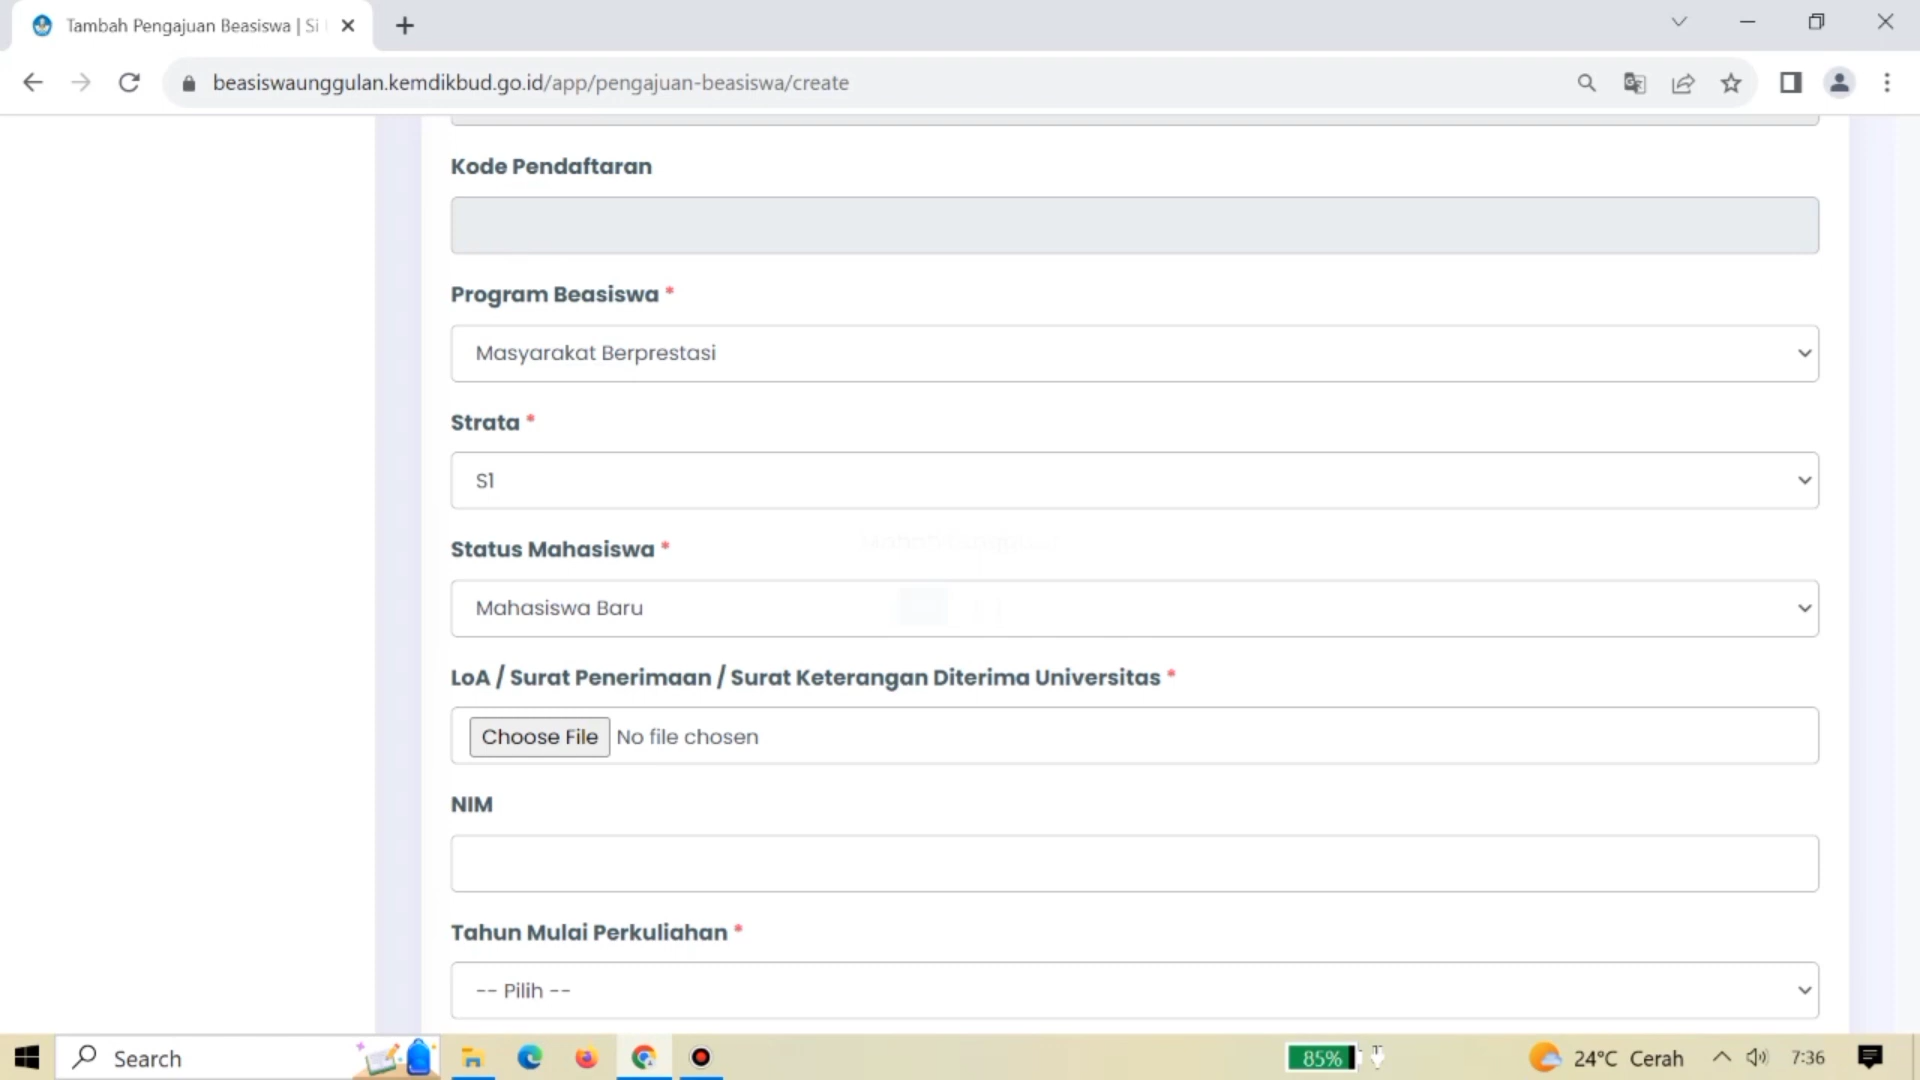 Tambah Pengajuan Beasiswa | Si
beasiswaunggulan.kemdikbud.go.id/app/pengajuan-beasiswa/create
Kode Pendaftaran
Program Beasiswa *
Masyarakat Berprestasi
Strata *
S1
Status Mahasiswa *
Mahasiswa Baru
LoA / Surat Penerimaan / Surat Keterangan Diterima Universitas *
Choose File No file chosen
NIM
Tahun Mulai Perkuliahan *
-- Pilih --
Search
85%
24°C Cerah
7:36